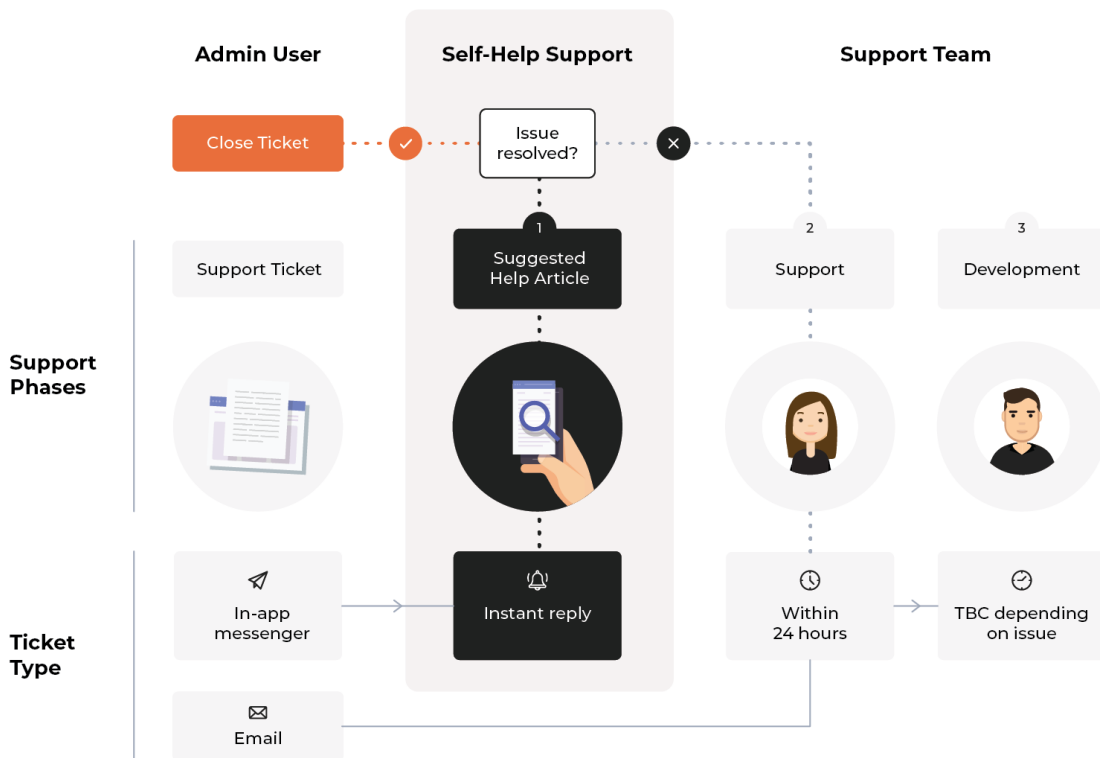 Admin User
Self-Help Support
Support Team
Close Ticket
Issue
resolved?
1
2
3
Support Ticket
Suggested
Help Article
Support
Development
Support
Phases
In-app
messenger
Instant reply
Within
24 hours
TBC depending
on issue
Ticket
Type
Email